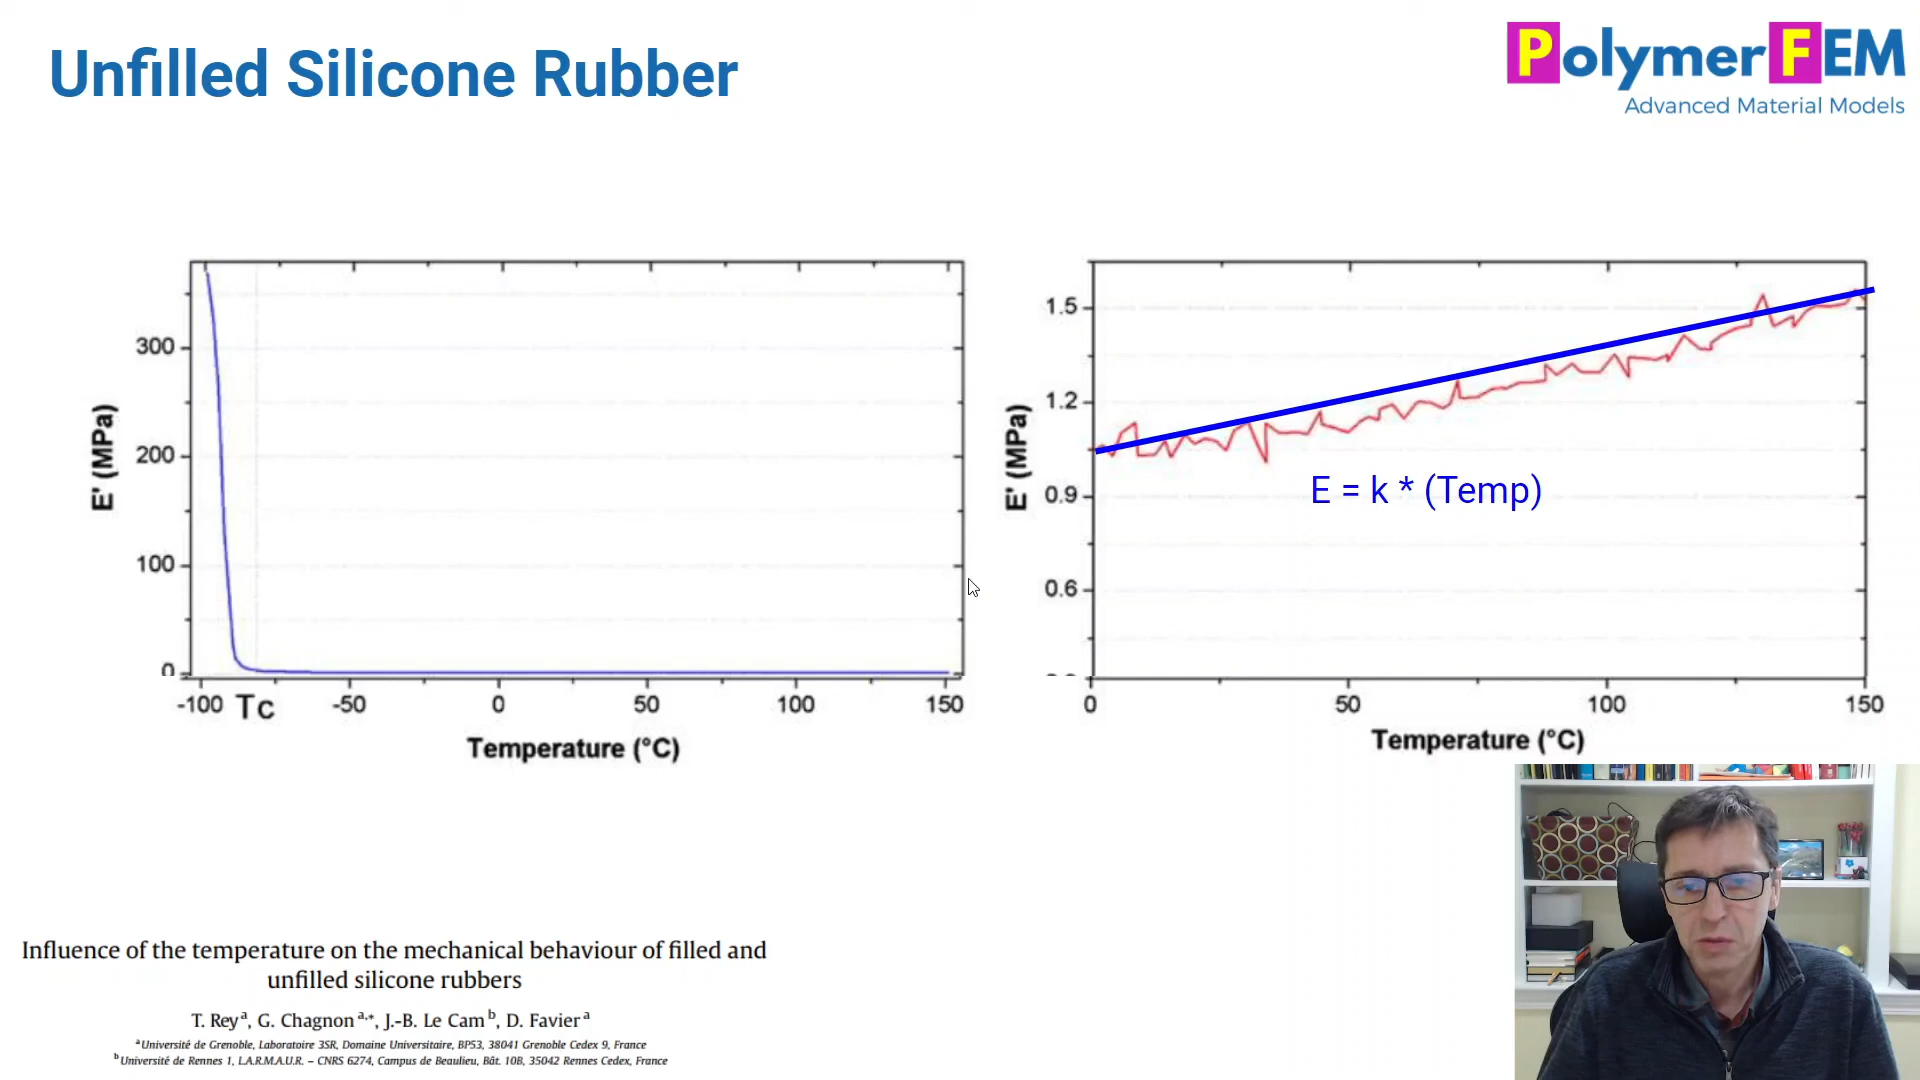 Unfilled Silicone Rubber
PolymerFEM
Advanced Material Models
300
200
100
0
E' (MPa)
-100
Tc
-50
0
50
100
150
Temperature (°C)
1.5
1.2
0.9
0.6
E' (MPa)
E = k * (Temp)
0
50
100
150
Temperature (°C)
Influence of the temperature on the mechanical behaviour of filled and
unfilled silicone rubbers
T. Rey a, G. Chagnon a,*, J.-B. Le Cam b, D. Favier a
a Université de Grenoble, Laboratoire 3SR, Domaine Universitaire, BP53, 38041 Grenoble Cedex 9, France
b Université de Rennes 1, L.A.R.M.A.U.R. – CNRS 6274, Campus de Beaulieu, Bât. 10B, 35042 Rennes Cedex, France